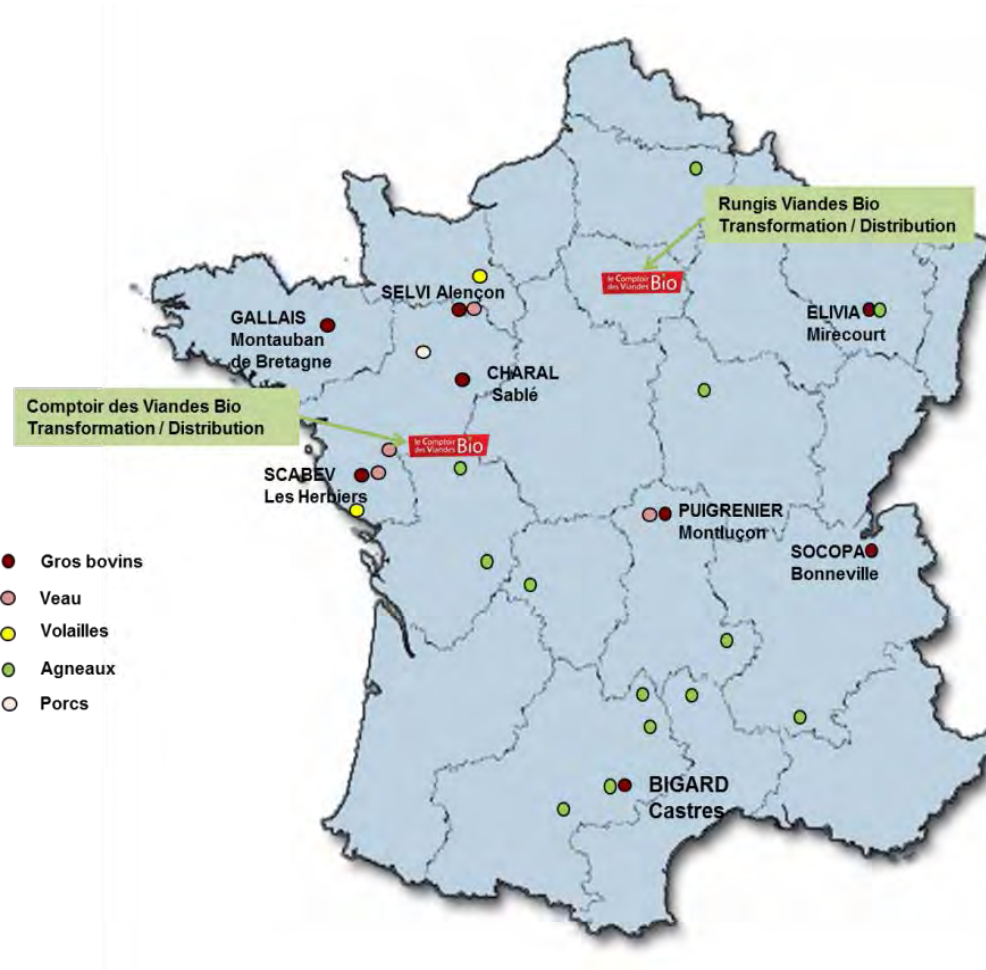 Rungis Viandes Bio
Transformation / Distribution
le Comptoir
des Viandes Bio
SELVI Alençon
GALLAIS
Montauban
de Bretagne
ELIVIA
Mirecourt
CHARAL
Sablé
Comptoir des Viandes Bio
Transformation / Distribution
le Comptoir
des Viandes Bio
SCABEV
Les Herbiers
PUIGRENIER
Montluçon
SOCOPA
Bonneville
Gros bovins
Veau
Volailles
Agneaux
Porcs
BIGARD
Castres